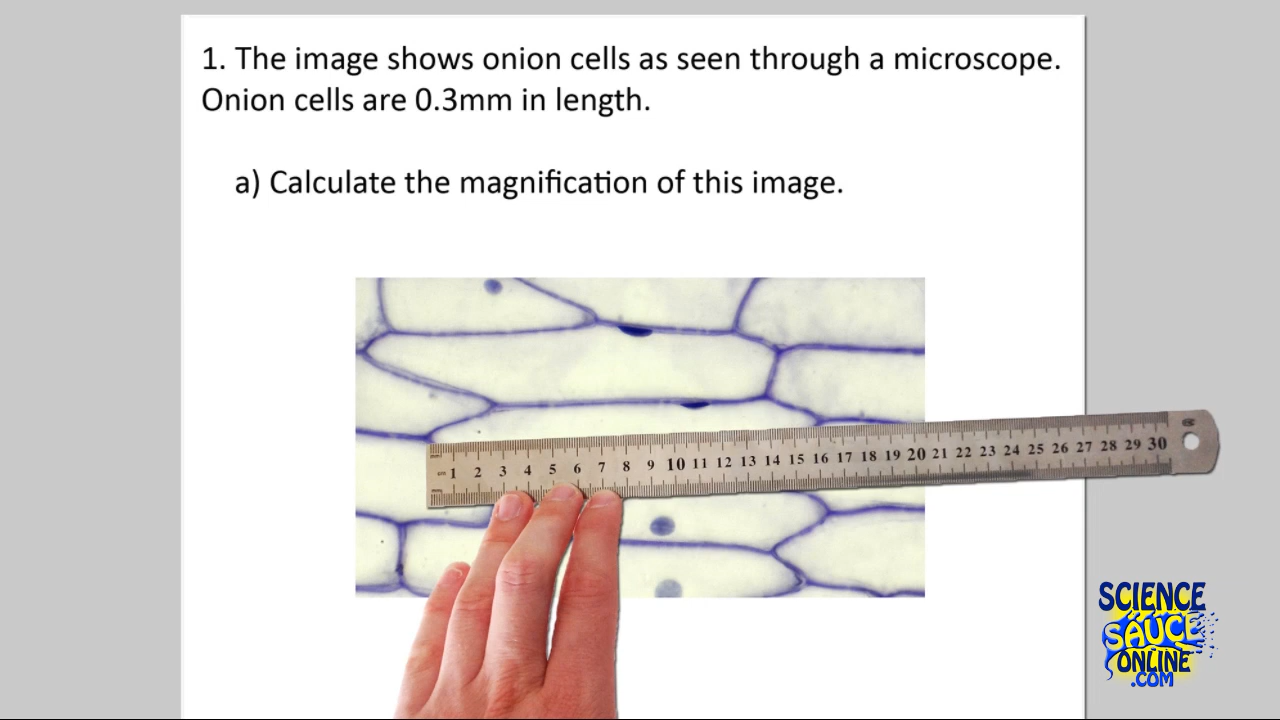 1. The image shows onion cells as seen through a microscope.
Onion cells are 0.3mm in length.
a) Calculate the magnification of this image.
cm 1 2 3 4 5 6 7 8 9 10 11 12 13 14 15 16 17 18 19 20 21 22 23 24 25 26 27 28 29 30
SCIENCE
SAUCE
ONLINE
.COM